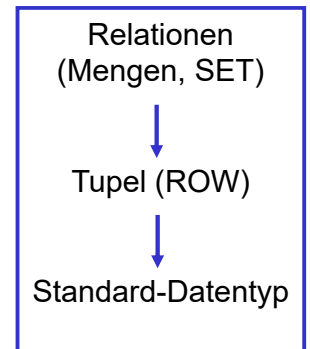 Relationen
(Mengen, SET)
Tupel (ROW)
Standard-Datentyp